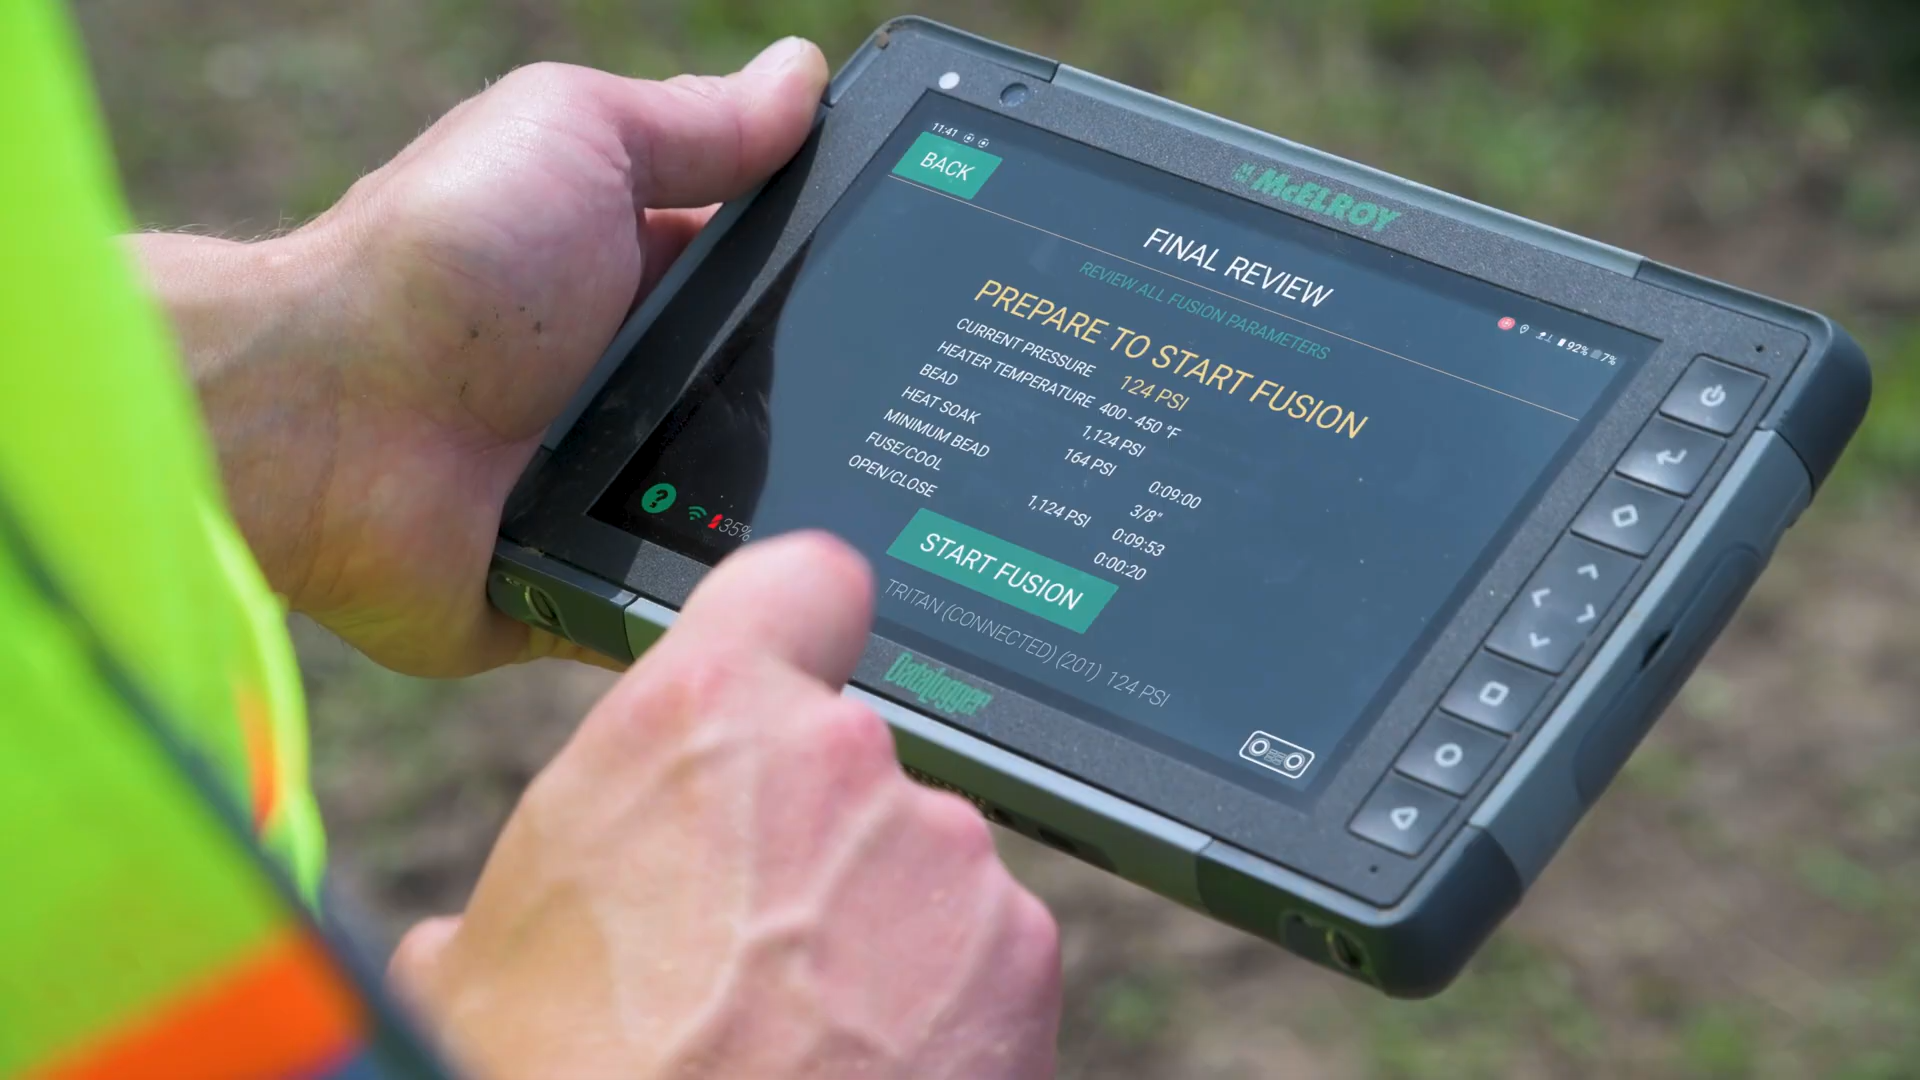 McELROY
11:41
92% 7%
BACK
FINAL REVIEW
REVIEW ALL FUSION PARAMETERS
PREPARE TO START FUSION
CURRENT PRESSURE 124 PSI
HEATER TEMPERATURE 400 - 450 °F
BEAD 1,124 PSI
HEAT SOAK 164 PSI 0:09:00
MINIMUM BEAD 3/8"
FUSE/COOL 1,124 PSI 0:09:53
OPEN/CLOSE 0:00:20
? 35%
START FUSION
TRITAN (CONNECTED) (201) 124 PSI
DataLogger